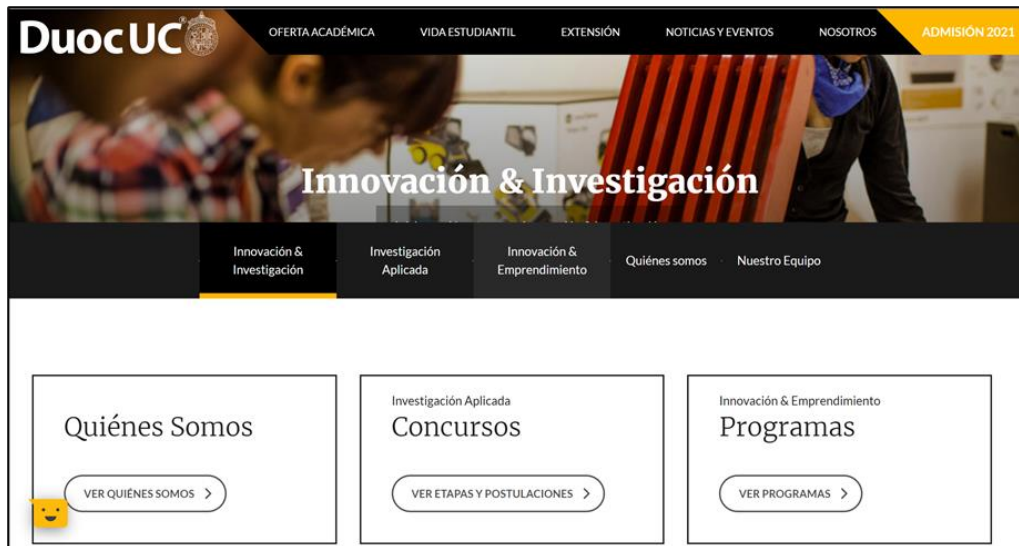 DuocUC
OFERTA ACADÉMICA VIDA ESTUDIANTIL EXTENSIÓN NOTICIAS Y EVENTOS NOSOTROS ADMISIÓN 2021
Innovación & Investigación
Innovación &
Investigación
Investigación
Aplicada
Innovación &
Emprendimiento
Quiénes somos
Nuestro Equipo
Quiénes Somos
VER QUIÉNES SOMOS
Investigación Aplicada
Concursos
VER ETAPAS Y POSTULACIONES
Innovación & Emprendimiento
Programas
VER PROGRAMAS